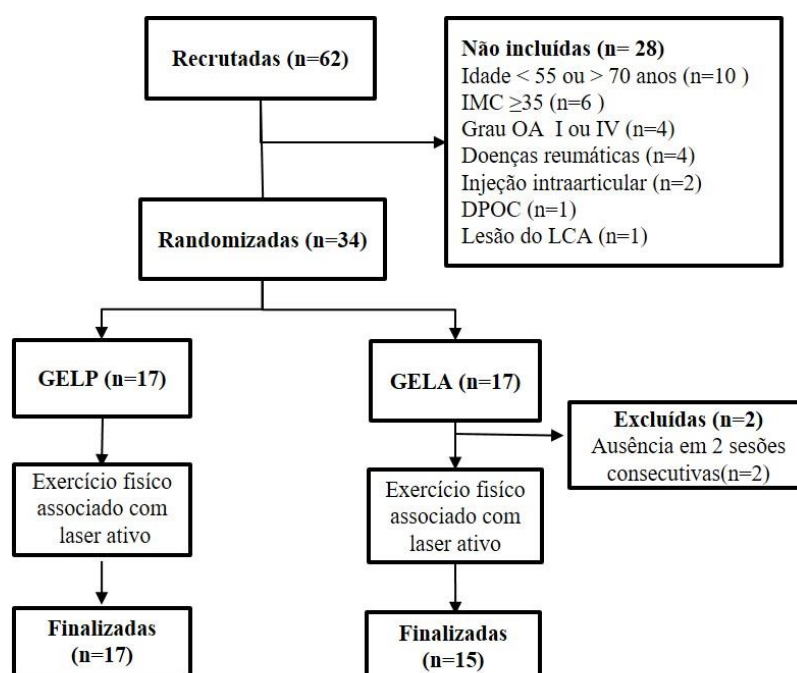 Recrutadas (n=62)
Não incluídas (n= 28)
Idade < 55 ou > 70 anos (n=10 )
IMC ≥35 (n=6 )
Grau OA  I ou IV (n=4)
Doenças reumáticas (n=4)
Injeção intraarticular (n=2)
DPOC (n=1)
Lesão do LCA (n=1)
Randomizadas (n=34)
GELP (n=17)
GELA (n=17)
Excluídas (n=2)
Ausência em 2 sesões
consecutivas(n=2)
Exercício fisíco
associado com
laser ativo
Exercício fisíco
associado com
laser ativo
Finalizadas
(n=17)
Finalizadas
(n=15)